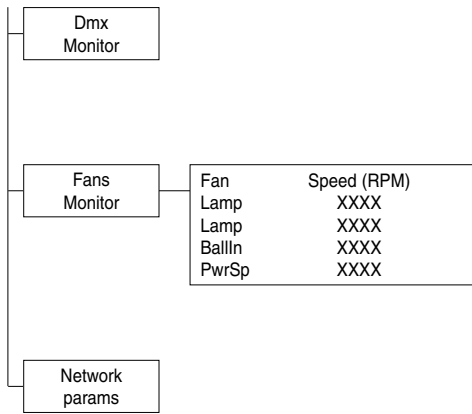 Dmx
Monitor
Fans
Monitor
Fan Speed (RPM)
Lamp XXXX
Lamp XXXX
BallIn XXXX
PwrSp XXXX
Network
params